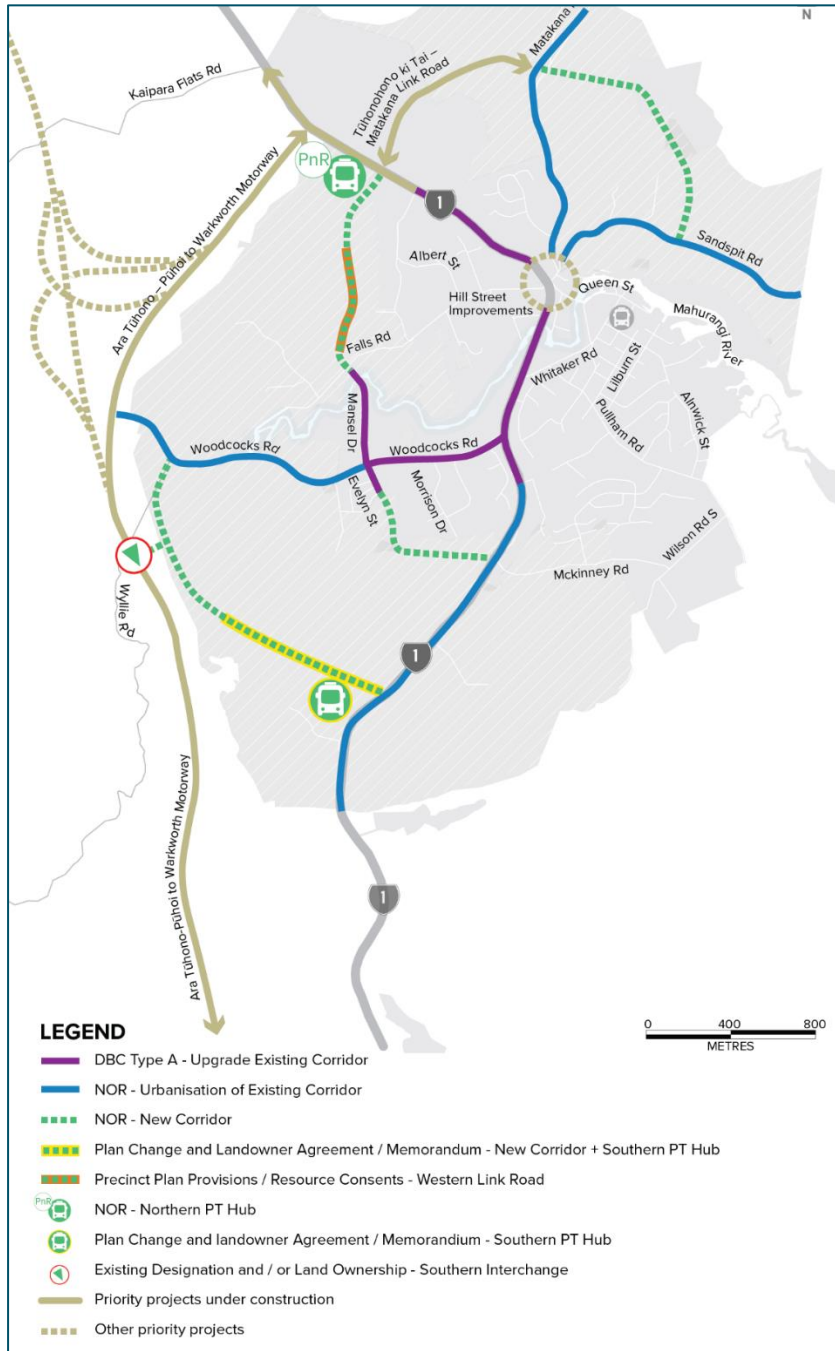 N
Matakana
Kaipara Flats Rd
Tūhonohono ki Tai –
Matakana Link Road
PnR
1
Ara Tūhono – Pūhoi to Warkworth Motorway
Albert St
Sandspit Rd
Queen St
Hill Street
Improvements
Mahurangi
River
Falls Rd
Whitaker Rd
Lilburn St
Pulham Rd
Alnwick St
Mansel Dr
Woodcocks Rd
Woodcocks Rd
Evelyn St
Morrison Dr
Wilson Rd S
Mckinney Rd
Wyllie Rd
1
Ara Tūhono-Pūhoi to Warkworth Motorway
1
LEGEND
0 400 800
METRES
DBC Type A - Upgrade Existing Corridor
NOR - Urbanisation of Existing Corridor
NOR - New Corridor
Plan Change and Landowner Agreement / Memorandum - New Corridor + Southern PT Hub
Precinct Plan Provisions / Resource Consents - Western Link Road
PnR
NOR - Northern PT Hub
Plan Change and landowner Agreement / Memorandium - Southern PT Hub
Existing Designation and / or Land Ownership - Southern Interchange
Priority projects under construction
Other priority projects